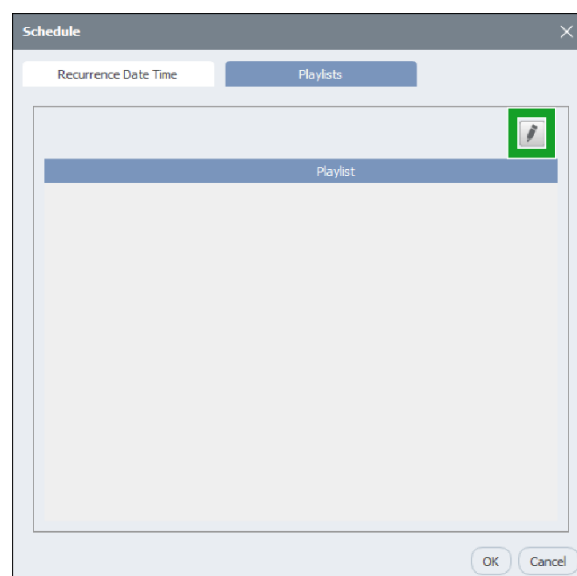 Schedule
Recurrence Date Time
Playlists
Playlist
OK
Cancel